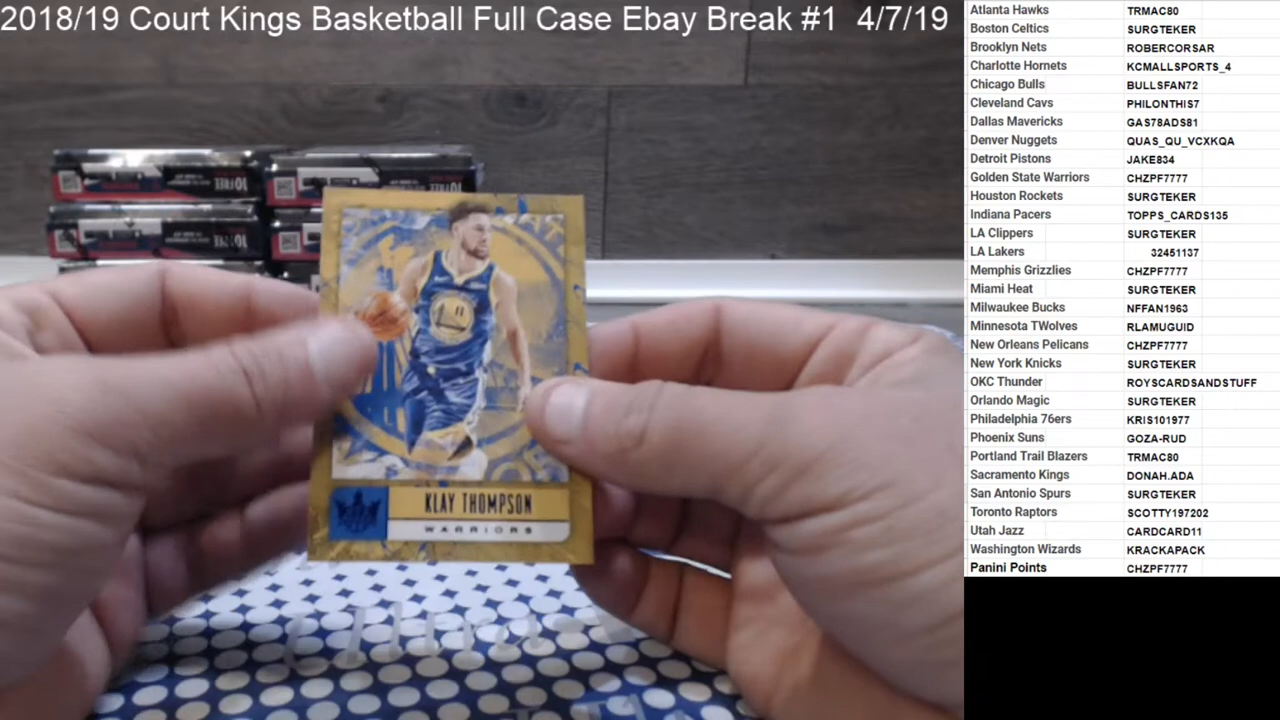 2018/19 Court Kings Basketball Full Case Ebay Break #1 4/7/19
Atlanta Hawks TRMAC80
Boston Celtics SURGTEKER
Brooklyn Nets ROBERCORSAR
Charlotte Hornets KCMALLSPORTS_4
Chicago Bulls BULLSFAN72
Cleveland Cavs PHILONTHIS7
Dallas Mavericks GAS78ADS81
Denver Nuggets QUAS_QU_VCXKQA
Detroit Pistons JAKE834
Golden State Warriors CHZPF7777
Houston Rockets SURGTEKER
Indiana Pacers TOPPS_CARDS135
LA Clippers SURGTEKER
LA Lakers 32451137
Memphis Grizzlies CHZPF7777
Miami Heat SURGTEKER
Milwaukee Bucks NFFAN1963
Minnesota TWolves RLAMUGUID
New Orleans Pelicans CHZPF7777
New York Knicks SURGTEKER
OKC Thunder ROYSCARDSANDSTUFF
Orlando Magic SURGTEKER
Philadelphia 76ers KRIS101977
Phoenix Suns GOZA-RUD
Portland Trail Blazers TRMAC80
Sacramento Kings DONAH.ADA
San Antonio Spurs SURGTEKER
Toronto Raptors SCOTTY197202
Utah Jazz CARDCARD11
Washington Wizards KRACKAPACK
Panini Points CHZPF7777
11
KLAY THOMPSON
WARRIORS